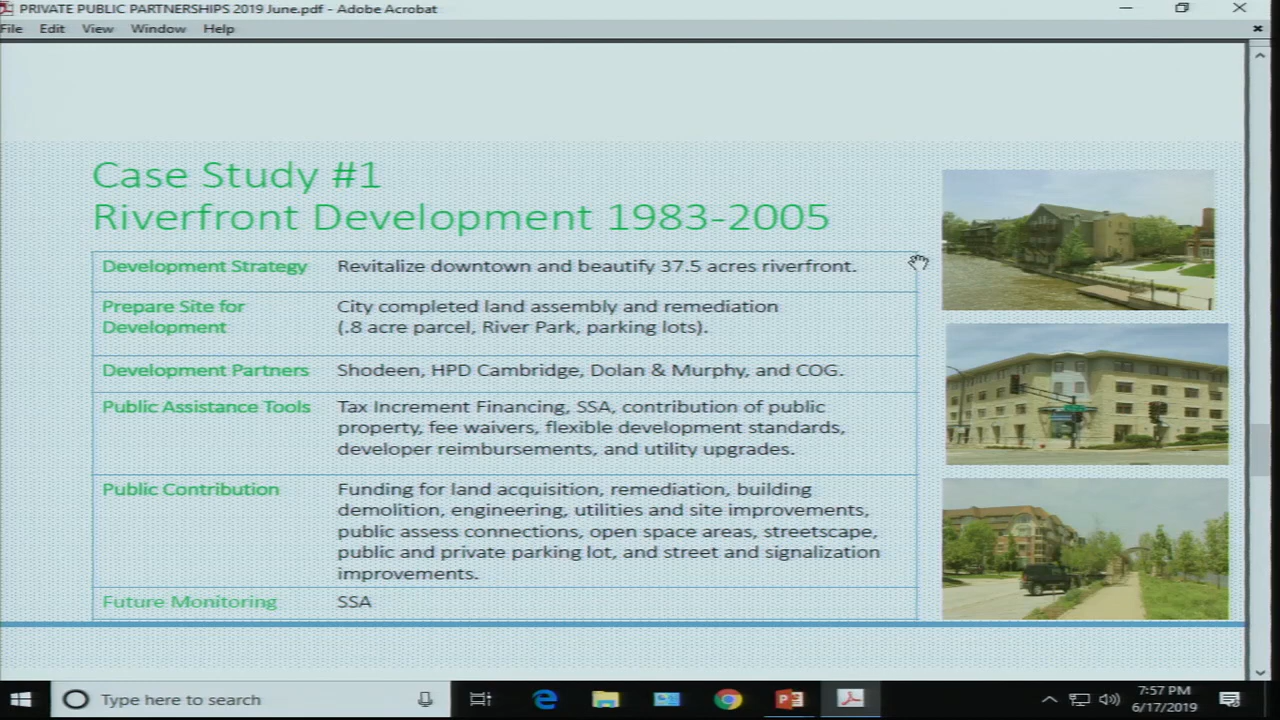 PRIVATE PUBLIC PARTNERSHIPS 2019 June.pdf - Adobe Acrobat
File Edit View Window Help
Case Study #1
Riverfront Development 1983-2005
Development Strategy Revitalize downtown and beautify 37.5 acres riverfront.
Prepare Site for Development
City completed land assembly and remediation
(.8 acre parcel, River Park, parking lots).
Development Partners Shodeen, HPD Cambridge, Dolan & Murphy, and COG.
Public Assistance Tools Tax Increment Financing, SSA, contribution of public
property, fee waivers, flexible development standards,
developer reimbursements, and utility upgrades.
Public Contribution Funding for land acquisition, remediation, building
demolition, engineering, utilities and site improvements,
public assess connections, open space areas, streetscape,
public and private parking lot, and street and signalization
improvements.
Future Monitoring SSA
Type here to search
7:57 PM
6/17/2019